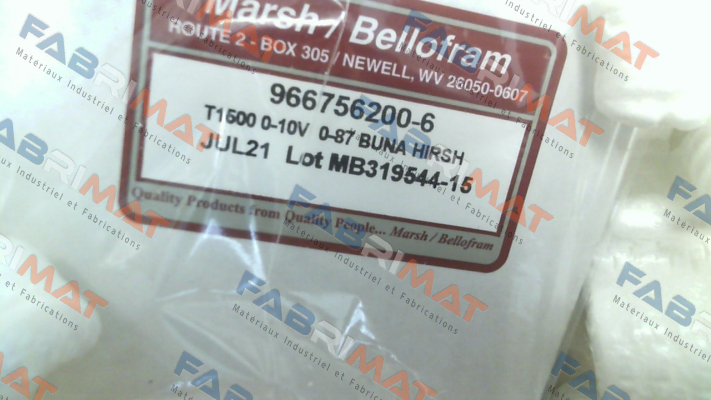 Marsh / Bellofram
ROUTE 2 - BOX 305 / NEWELL, WV 26050-0607
966756200-6
T1500 0-10V 0-87 BUNA HIRSH
JUL21 Lot MB319544-15
Quality Products from Quality People... Marsh / Bellofram
FABRIMAT
Materiaux Industriel et Fabrications